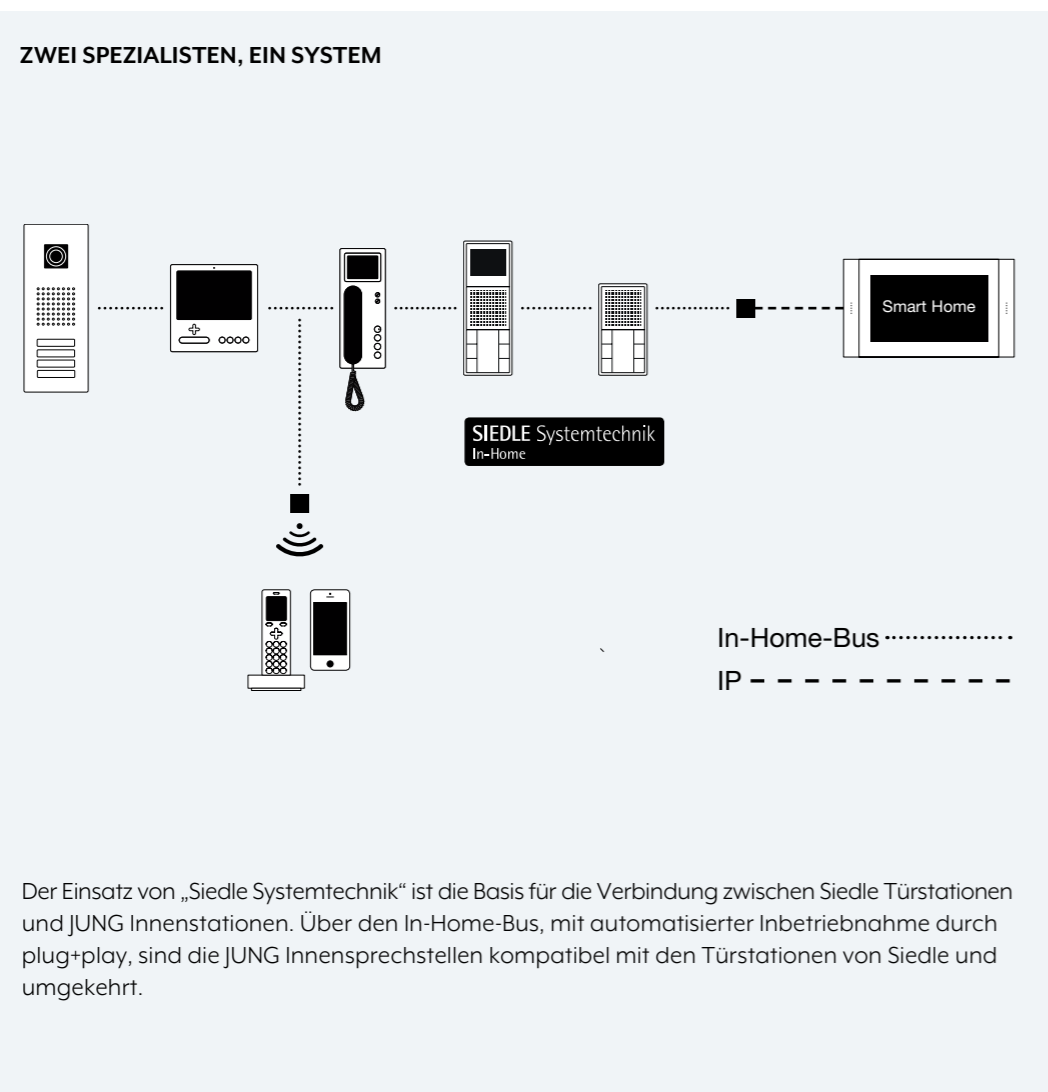 ZWEI SPEZIALISTEN, EIN SYSTEM
Smart Home
SIEDLE Systemtechnik
In-Home
In-Home-Bus
IP
Der Einsatz von „Siedle Systemtechnik“ ist die Basis für die Verbindung zwischen Siedle Türstationen
und JUNG Innenstationen. Über den In-Home-Bus, mit automatisierter Inbetriebnahme durch
plug+play, sind die JUNG Innensprechstellen kompatibel mit den Türstationen von Siedle und
umgekehrt.